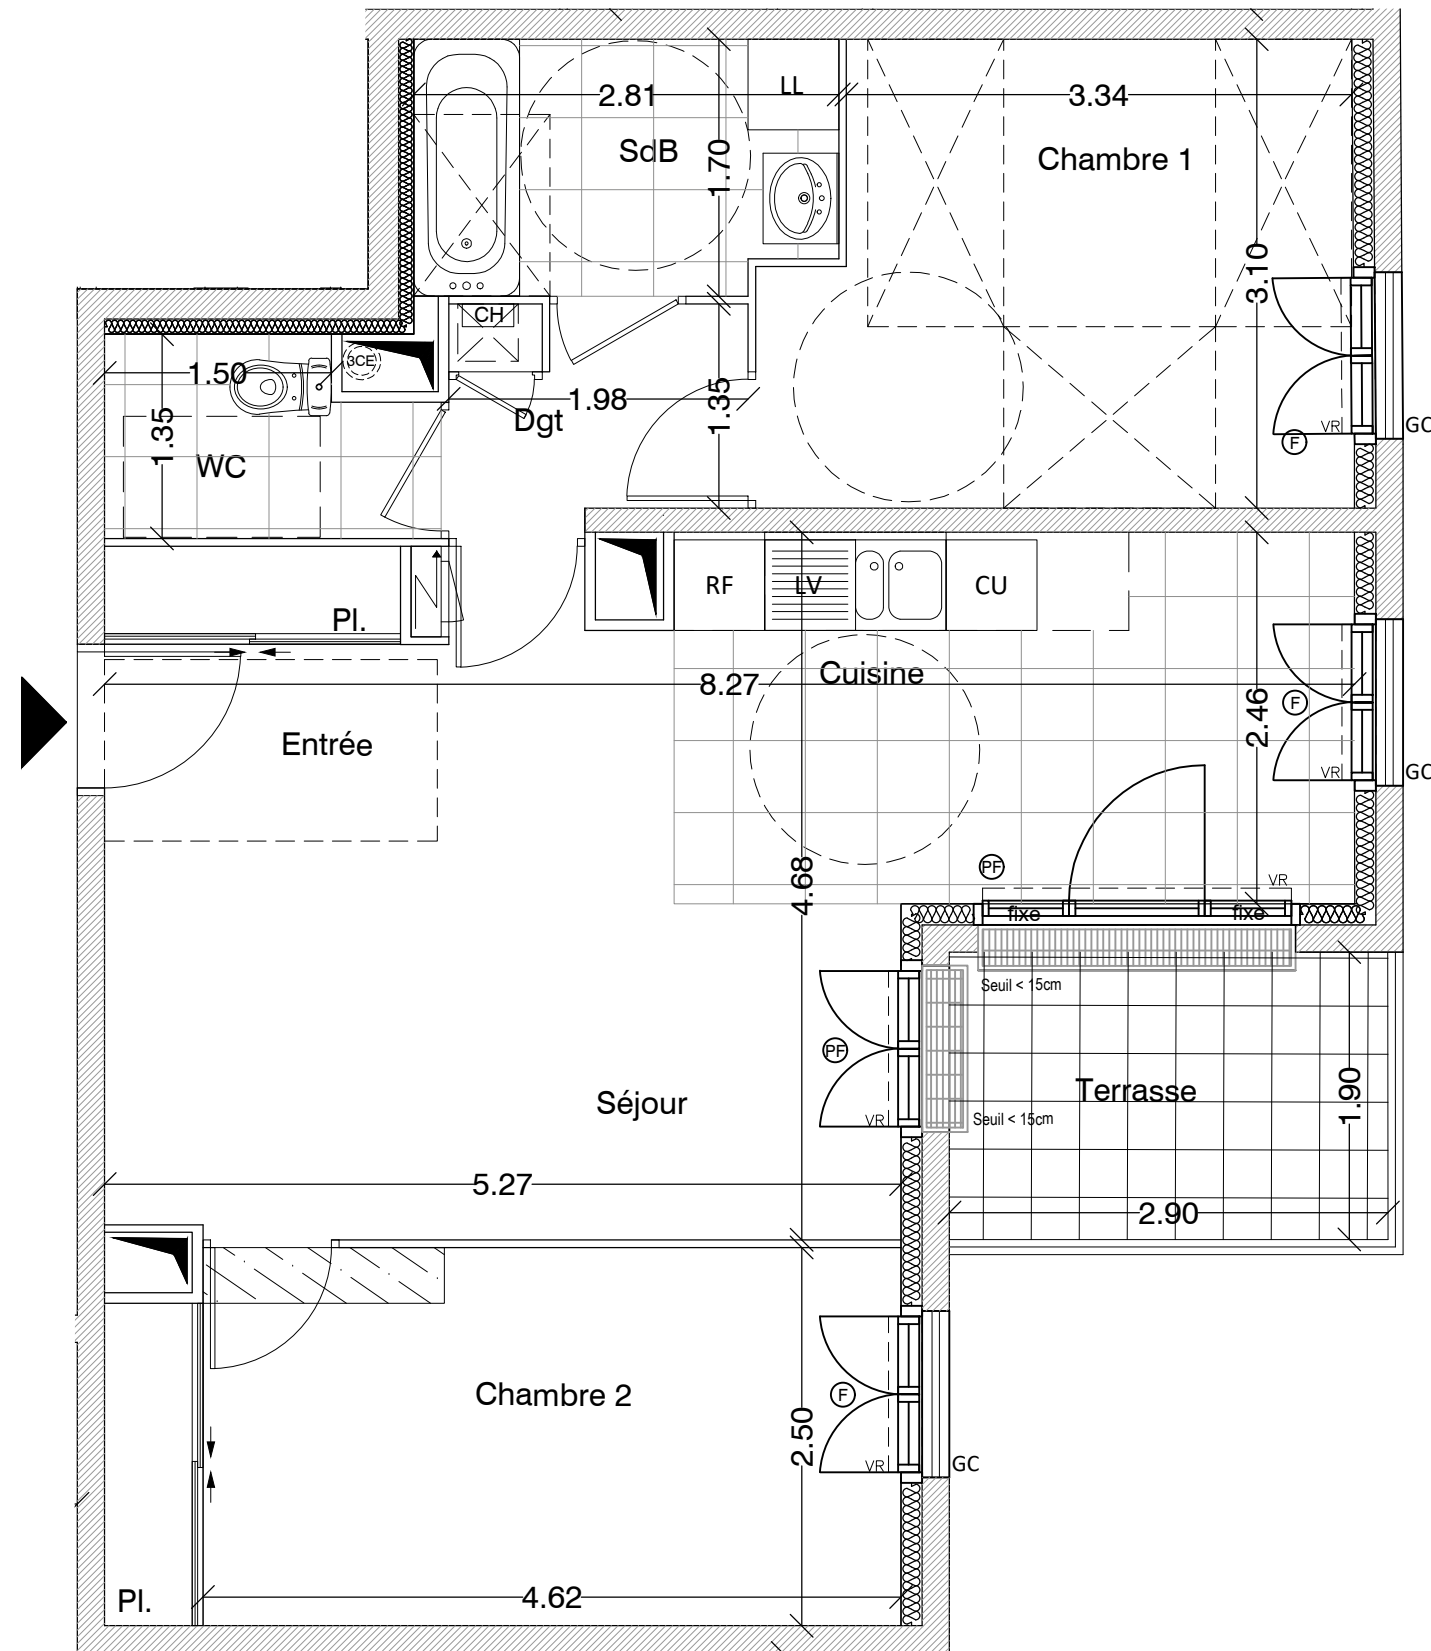 2.81
LL
3.34
SdB
1.70
Chambre 1
3.10
CH
3CE
1.50
1.98
1.35
Dgt
1.35
WC
VR
F
GC
RF
LV
CU
Pl.
Cuisine
8.27
2.46
F
Entrée
VR
GC
4.68
PF
VR
fixe
fixe
Seuil < 15cm
PF
Séjour
Terrasse
1.90
VR
Seuil < 15cm
5.27
2.90
Chambre 2
F
2.50
VR
GC
Pl.
4.62